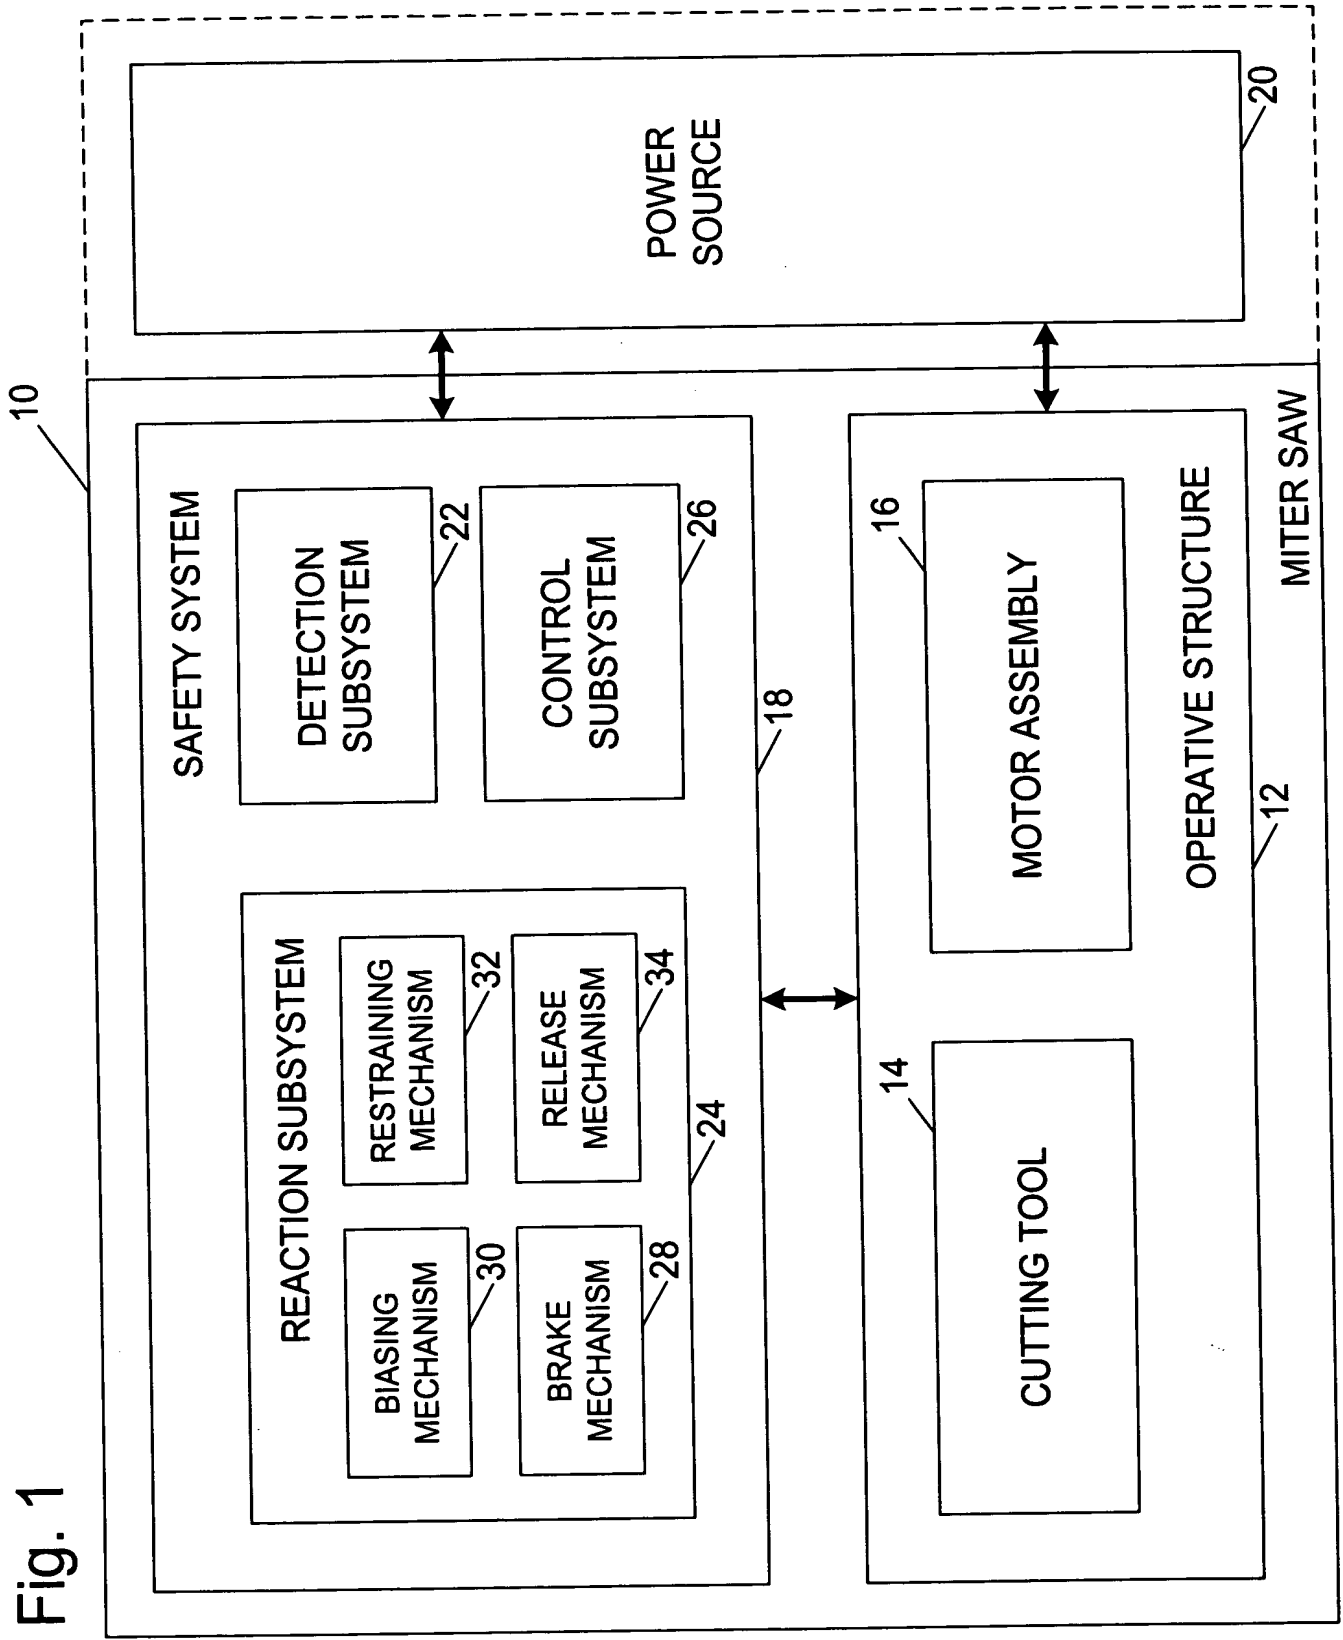 Fig. 1
10
SAFETY SYSTEM
REACTION SUBSYSTEM
BIASING
MECHANISM
30
RESTRAINING
MECHANISM
32
BRAKE
MECHANISM
28
RELEASE
MECHANISM
34
24
DETECTION
SUBSYSTEM
22
CONTROL
SUBSYSTEM
26
18
CUTTING TOOL
14
MOTOR ASSEMBLY
16
OPERATIVE STRUCTURE
12
MITER SAW
POWER
SOURCE
20